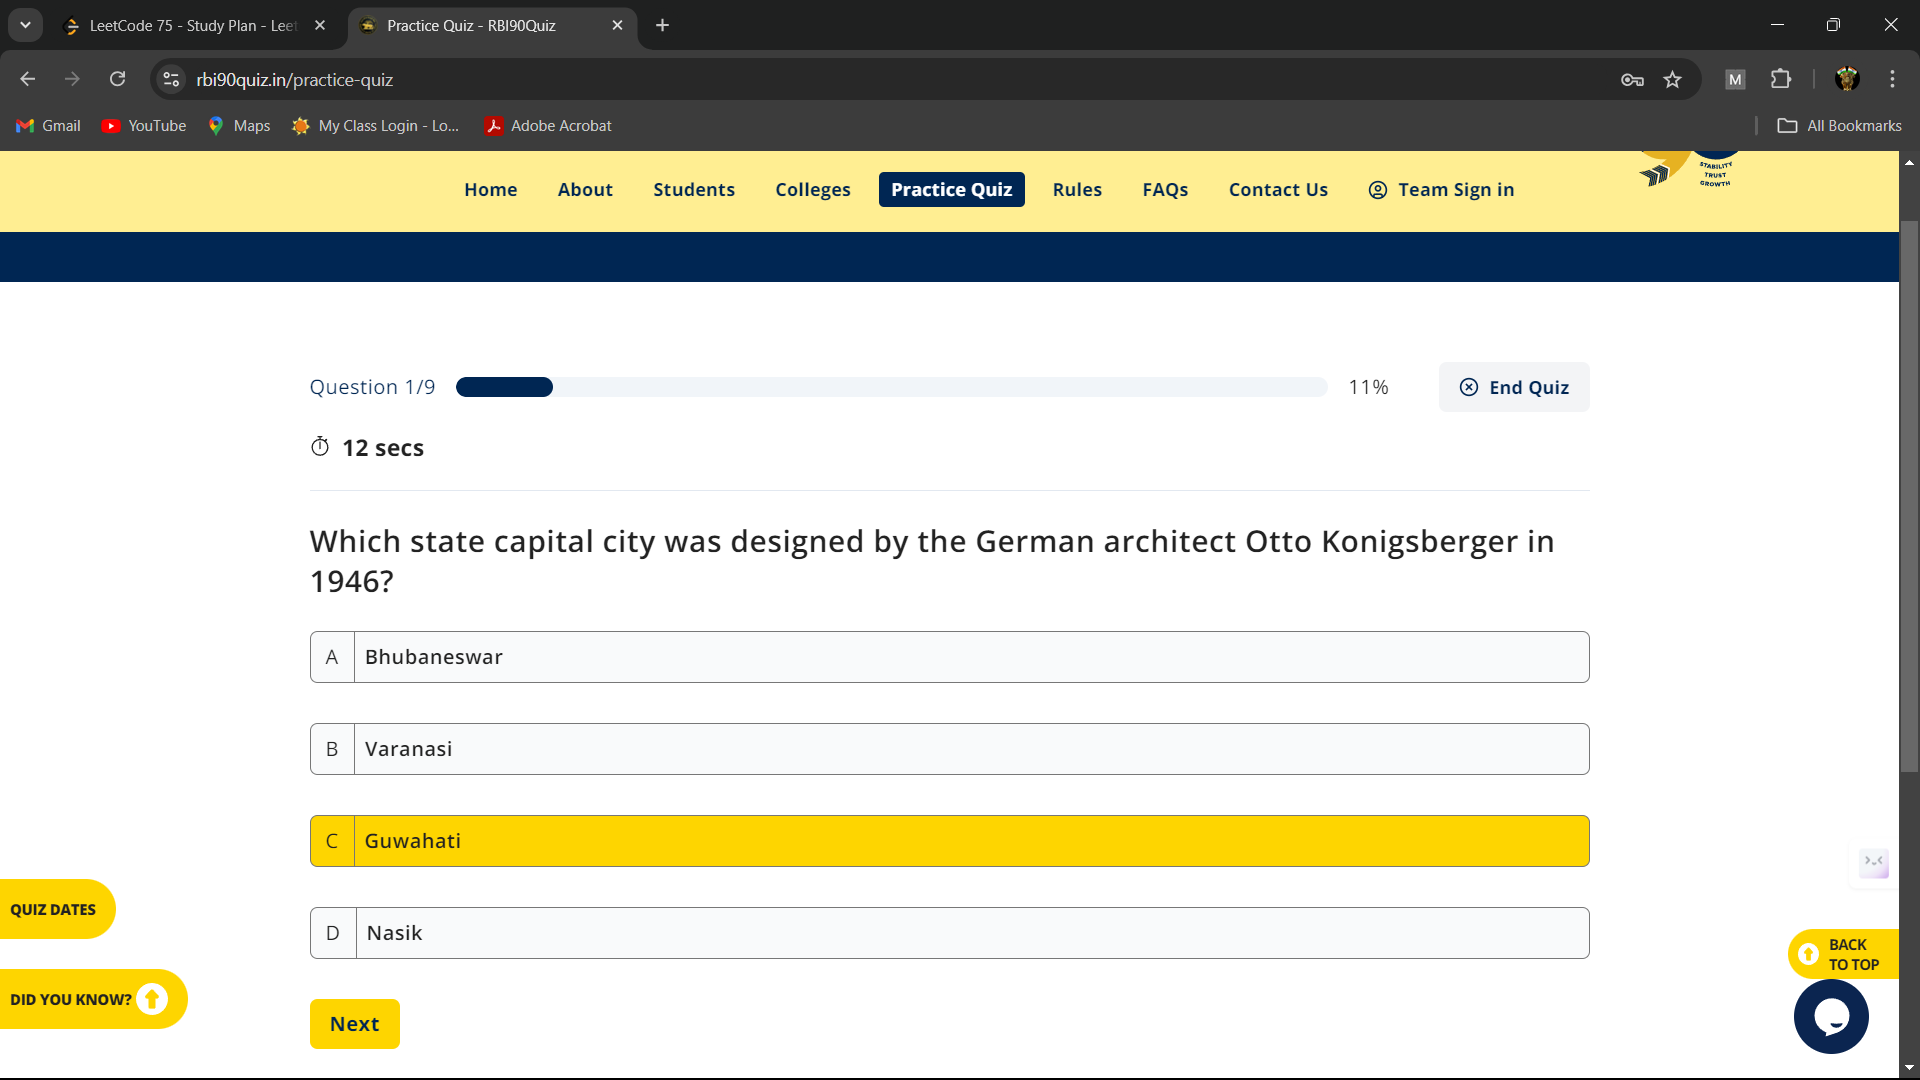 LeetCode 75 - Study Plan - Leet
Practice Quiz - RBI90Quiz
rbi90quiz.in/practice-quiz
M
Gmail
YouTube
Maps
My Class Login - Lo...
Adobe Acrobat
All Bookmarks
STABILITY
TRUST
GROWTH
Home
About
Students
Colleges
Practice Quiz
Rules
FAQs
Contact Us
Team Sign in
Question 1/9
11%
End Quiz
12 secs
Which state capital city was designed by the German architect Otto Konigsberger in
1946?
A Bhubaneswar
B Varanasi
C Guwahati
D Nasik
Next
QUIZ DATES
DID YOU KNOW?
BACK
TO TOP